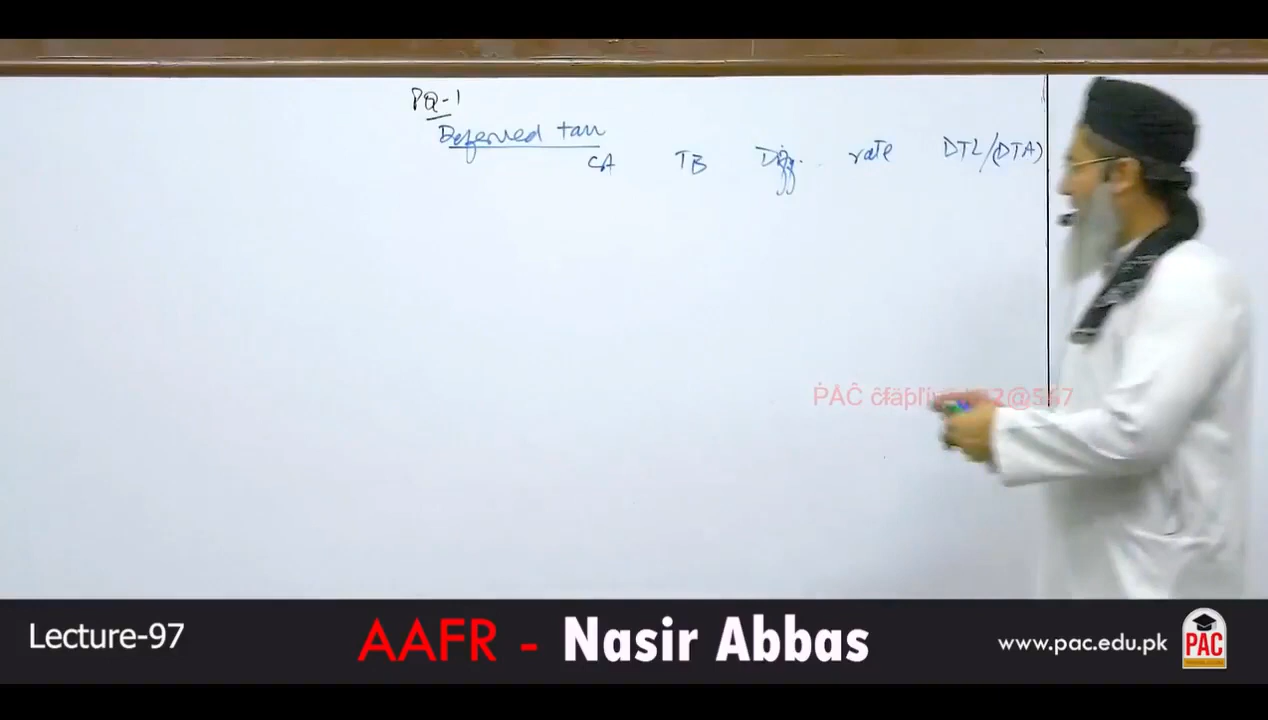 PQ-1
Deferred tax
CA TB Diff. rate DTL/(DTA)
Lecture-97
AAFR - Nasir Abbas
www.pac.edu.pk
PAC